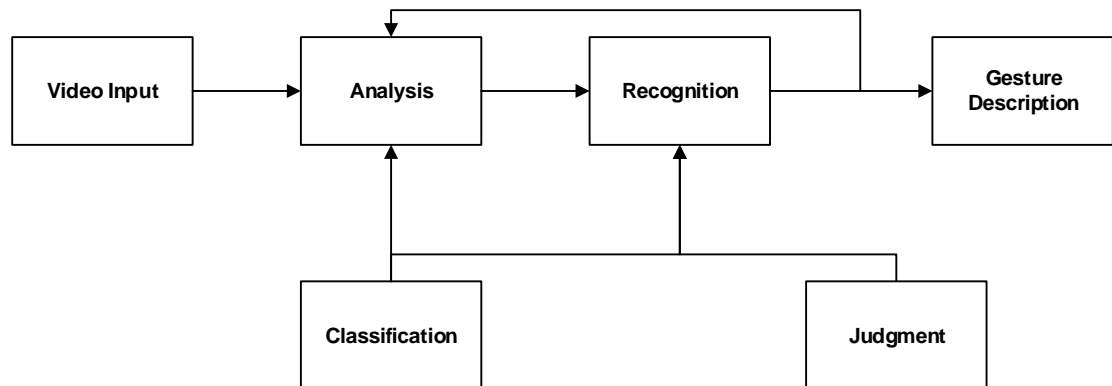 Video Input
Analysis
Recognition
Gesture
Description
Classification
Judgment